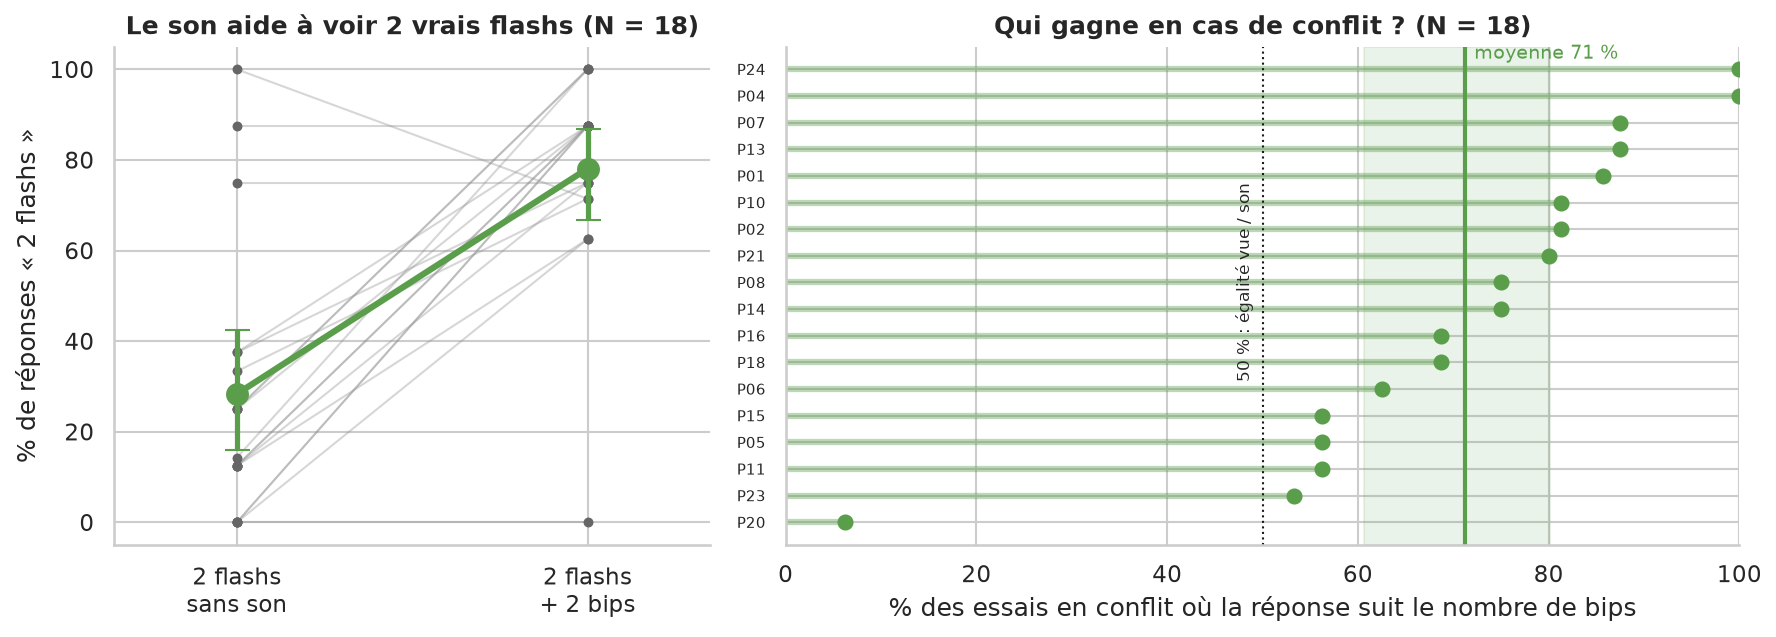 Le son aide à voir 2 vrais flashs (N = 18)
% de réponses « 2 flashs »
100
80
60
40
20
0
2 flashs
sans son
2 flashs
+ 2 bips
Qui gagne en cas de conflit ? (N = 18)
moyenne 71 %
50 % : égalité vue / son
P24
P04
P07
P13
P01
P10
P02
P21
P08
P14
P16
P18
P06
P15
P05
P11
P23
P20
0
20
40
60
80
100
% des essais en conflit où la réponse suit le nombre de bips